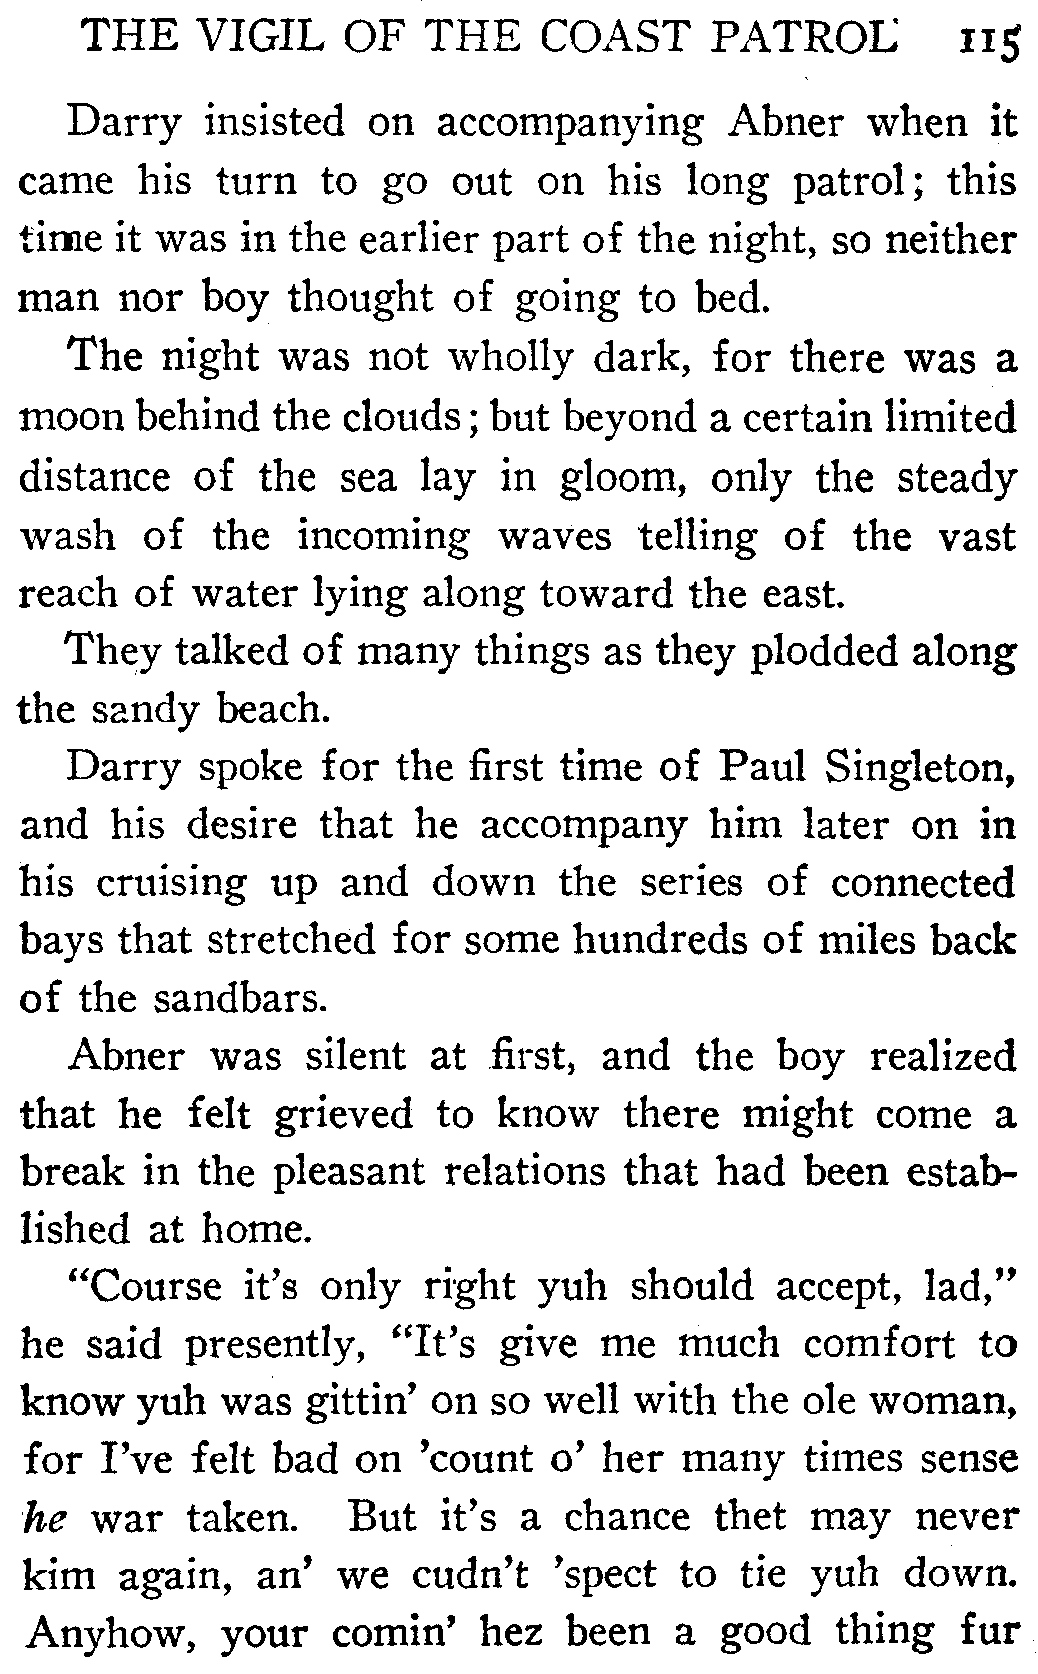 THE VIGIL OF THE COAST PATROL 115
Darry insisted on accompanying Abner when it
came his turn to go out on his long patrol; this
time it was in the earlier part of the night, so neither
man nor boy thought of going to bed.
The night was not wholly dark, for there was a
moon behind the clouds; but beyond a certain limited
distance of the sea lay in gloom, only the steady
wash of the incoming waves telling of the vast
reach of water lying along toward the east.
They talked of many things as they plodded along
the sandy beach.
Darry spoke for the first time of Paul Singleton,
and his desire that he accompany him later on in
his cruising up and down the series of connected
bays that stretched for some hundreds of miles back
of the sandbars.
Abner was silent at first, and the boy realized
that he felt grieved to know there might come a
break in the pleasant relations that had been estab-
lished at home.
"Course it's only right yuh should accept, lad,"
he said presently, "It's give me much comfort to
know yuh was gittin' on so well with the ole woman,
for I've felt bad on 'count o' her many times sense
he war taken. But it's a chance thet may never
kim again, an' we cudn't 'spect to tie yuh down.
Anyhow, your comin' hez been a good thing fur